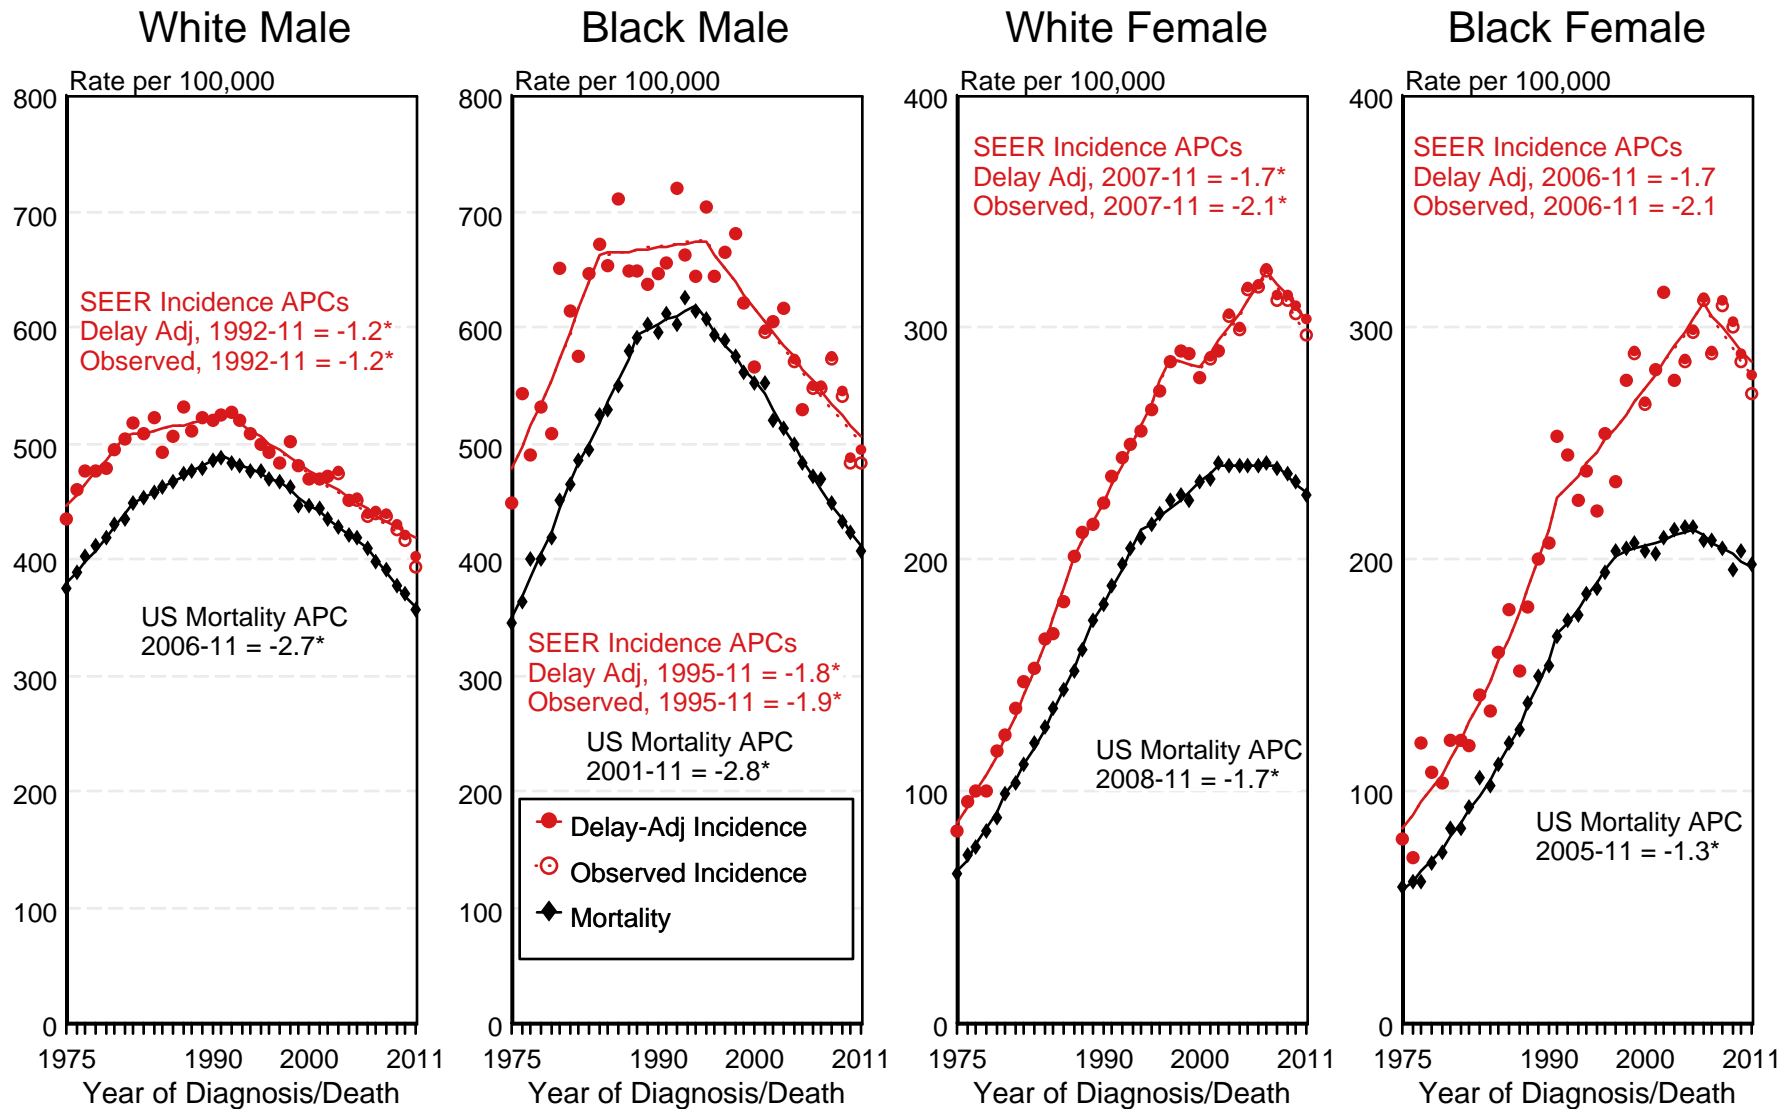 White Male
Rate per 100,000
800
700
600
500
400
300
200
100
0
SEER Incidence APCs
Delay Adj, 1992-11 = -1.2*
Observed, 1992-11 = -1.2*
US Mortality APC
2006-11 = -2.7*
1975 1990 2000 2011
Year of Diagnosis/Death
Black Male
Rate per 100,000
800
700
600
500
400
300
200
100
0
SEER Incidence APCs
Delay Adj, 1995-11 = -1.8*
Observed, 1995-11 = -1.9*
US Mortality APC
2001-11 = -2.8*
Delay-Adj Incidence
Observed Incidence
Mortality
1975 1990 2000 2011
Year of Diagnosis/Death
White Female
Rate per 100,000
400
300
200
100
0
SEER Incidence APCs
Delay Adj, 2007-11 = -1.7*
Observed, 2007-11 = -2.1*
US Mortality APC
2008-11 = -1.7*
1975 1990 2000 2011
Year of Diagnosis/Death
Black Female
Rate per 100,000
400
300
200
100
0
SEER Incidence APCs
Delay Adj, 2006-11 = -1.7
Observed, 2006-11 = -2.1
US Mortality APC
2005-11 = -1.3*
1975 1990 2000 2011
Year of Diagnosis/Death